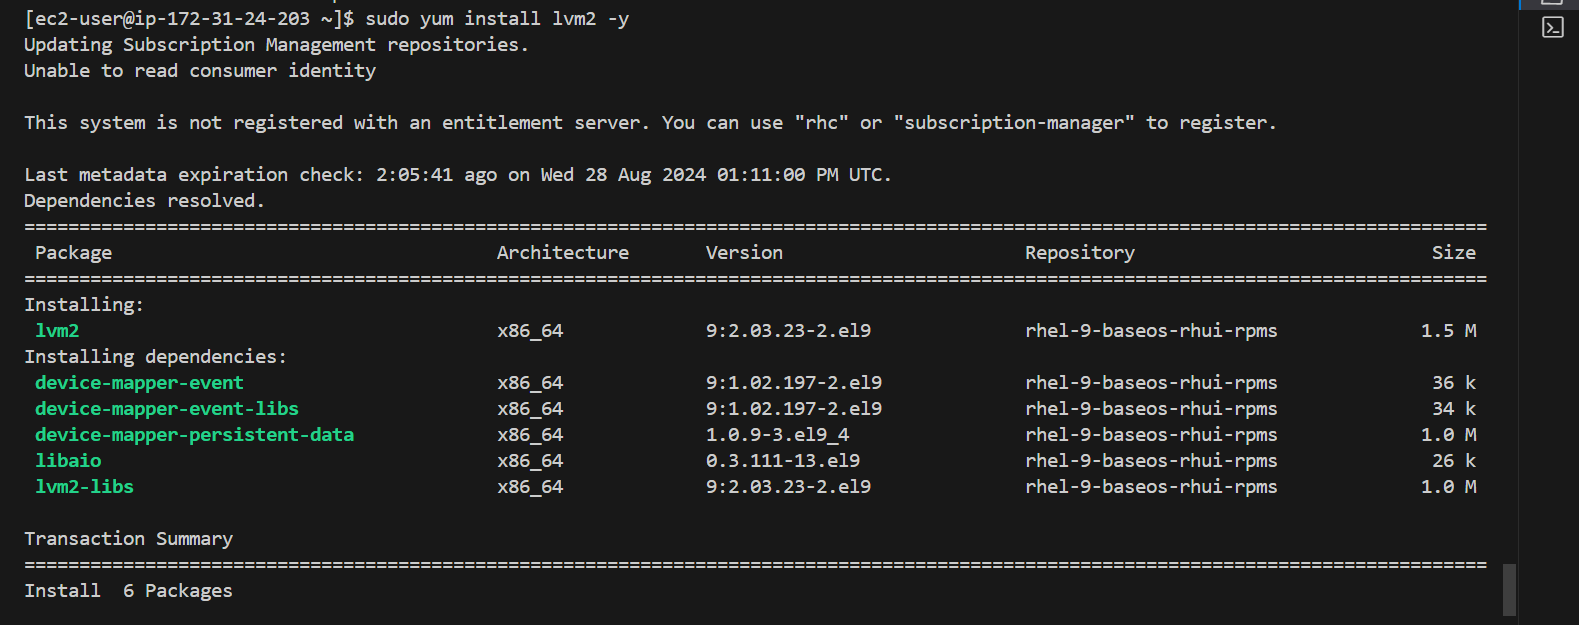 [ec2-user@ip-172-31-24-203 ~]$ sudo yum install lvm2 -y
Updating Subscription Management repositories.
Unable to read consumer identity
This system is not registered with an entitlement server. You can use "rhc" or "subscription-manager" to register.
Last metadata expiration check: 2:05:41 ago on Wed 28 Aug 2024 01:11:00 PM UTC.
Dependencies resolved.
=====================================================================================================================================
Package Architecture Version Repository Size
=====================================================================================================================================
Installing:
lvm2 x86_64 9:2.03.23-2.el9 rhel-9-baseos-rhui-rpms 1.5 M
Installing dependencies:
device-mapper-event x86_64 9:1.02.197-2.el9 rhel-9-baseos-rhui-rpms 36 k
device-mapper-event-libs x86_64 9:1.02.197-2.el9 rhel-9-baseos-rhui-rpms 34 k
device-mapper-persistent-data x86_64 1.0.9-3.el9_4 rhel-9-baseos-rhui-rpms 1.0 M
libaio x86_64 0.3.111-13.el9 rhel-9-baseos-rhui-rpms 26 k
lvm2-libs x86_64 9:2.03.23-2.el9 rhel-9-baseos-rhui-rpms 1.0 M
Transaction Summary
=====================================================================================================================================
Install 6 Packages